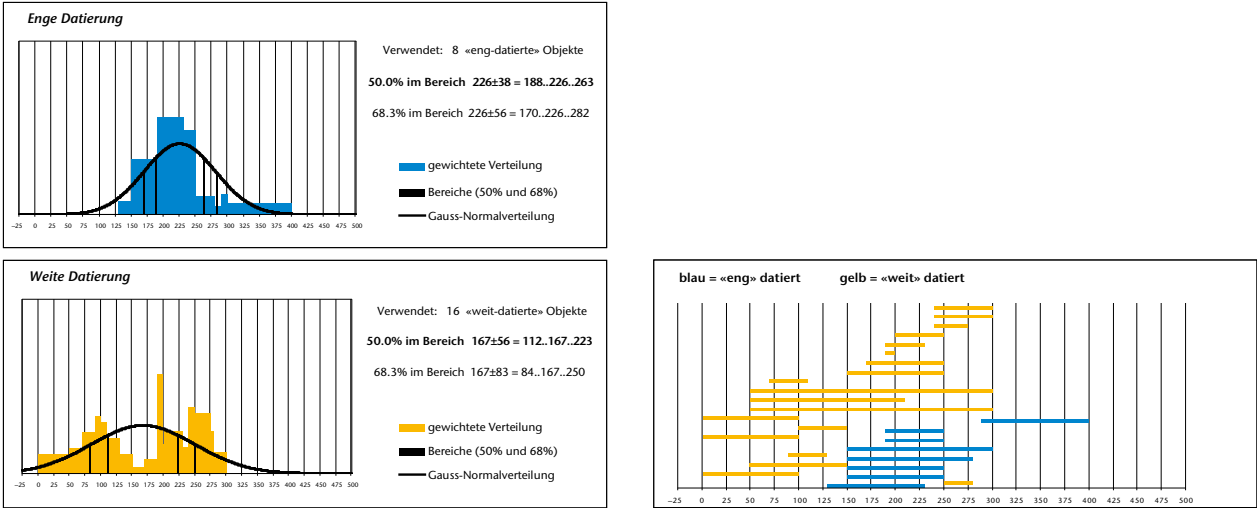 Enge Datierung
Verwendet: 8 «eng-datierte» Objekte
50.0% im Bereich 226±38 = 188..226..263
68.3% im Bereich 226±56 = 170..226..282
gewichtete Verteilung
Bereiche (50% und 68%)
Gauss-Normalverteilung
−25 0 25 50 75 100 125 150 175 200 225 250 275 300 325 350 375 400 425 450 475 500
Weite Datierung
Verwendet: 16 «weit-datierte» Objekte
50.0% im Bereich 167±56 = 112..167..223
68.3% im Bereich 167±83 = 84..167..250
gewichtete Verteilung
Bereiche (50% und 68%)
Gauss-Normalverteilung
−25 0 25 50 75 100 125 150 175 200 225 250 275 300 325 350 375 400 425 450 475 500
blau = «eng» datiert gelb = «weit» datiert
−25 0 25 50 75 100 125 150 175 200 225 250 275 300 325 350 375 400 425 450 475 500